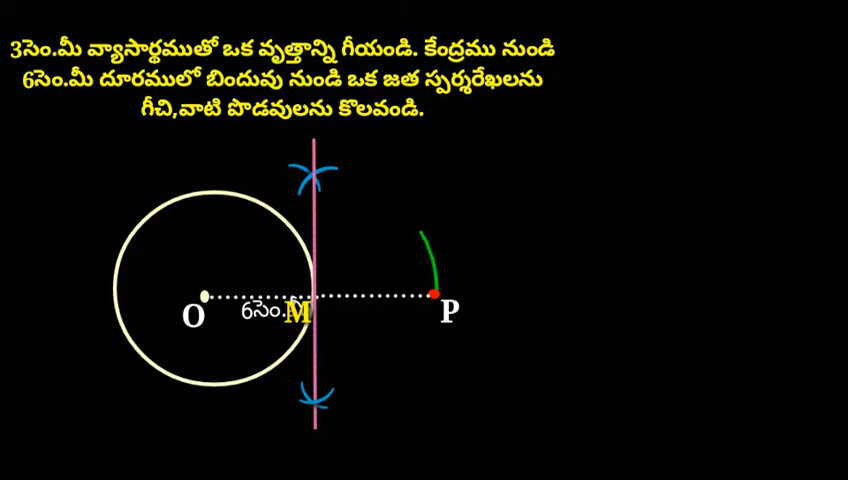 3సెం.మీ వ్యాసార్థముతో ఒక వృత్తాన్ని గీయండి. కేంద్రము నుండి
6సెం.మీ దూరములో బిందువు నుండి ఒక జత స్పర్శరేఖలను
గీచి,వాటి పొడవులను కొలవండి.
O 6సెం.మీ M P